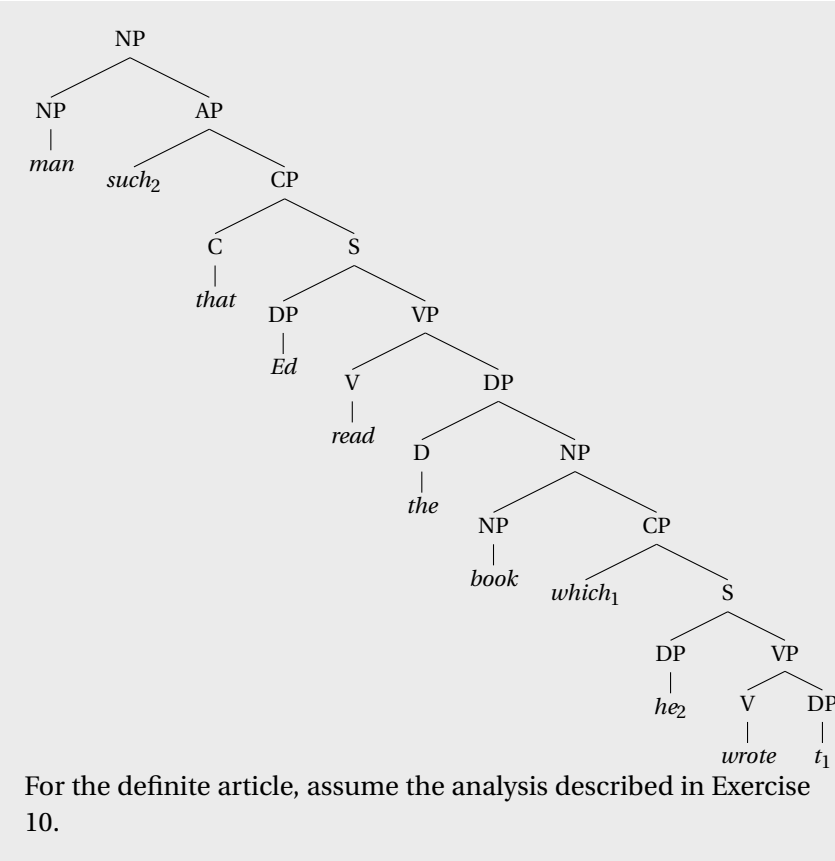 NP
NP AP
man such2 CP
C S
that DP VP
Ed V DP
read D NP
the NP CP
book which1 S
DP VP
he2 V DP
wrote t1
For the definite article, assume the analysis described in Exercise
10.